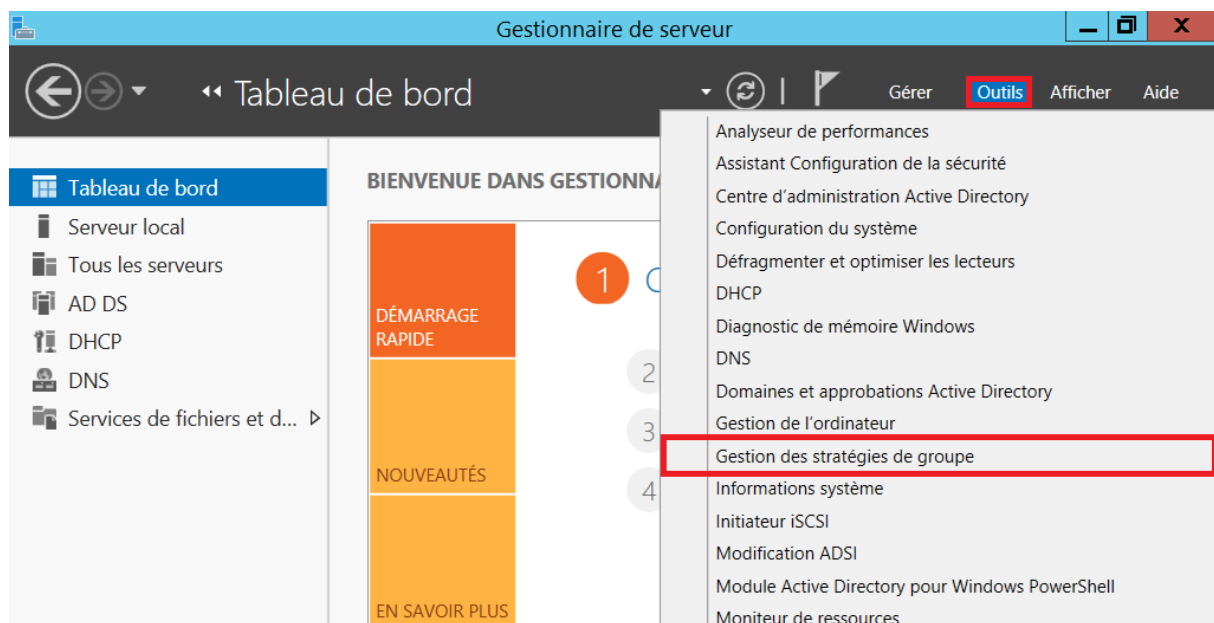 Gestionnaire de serveur
Tableau de bord
Gérer Outils Afficher Aide
Tableau de bord
Serveur local
Tous les serveurs
AD DS
DHCP
DNS
Services de fichiers et d...
BIENVENUE DANS
1
DÉMARRAGE
RAPIDE
2
3
NOUVEAUTÉS
4
EN SAVOIR PLUS
Analyseur de performances
Assistant Configuration de la sécurité
Centre d'administration Active Directory
Configuration du système
Défragmenter et optimiser les lecteurs
DHCP
Diagnostic de mémoire Windows
DNS
Domaines et approbations Active Directory
Gestion de l'ordinateur
Gestion des stratégies de groupe
Informations système
Initiateur iSCSI
Modification ADSI
Module Active Directory pour Windows PowerShell
Moniteur de ressources